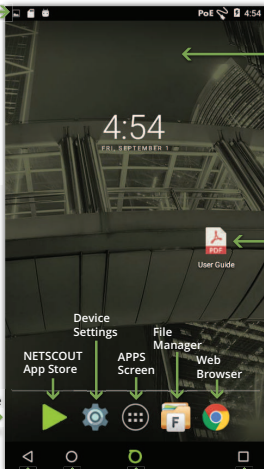 PoE 4:54
4:54
FRI, SEPTEMBER 1
PDF
User Guide
Device
Settings
File
Manager
NETSCOUT
App Store
APPS
Screen
Web
Browser
F